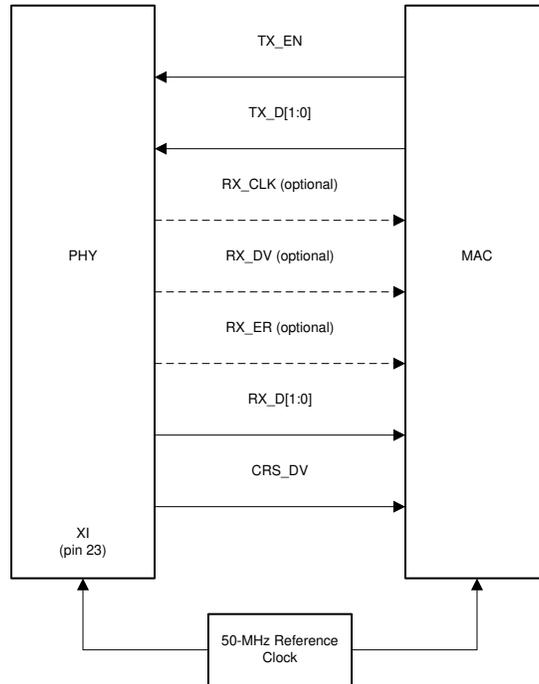 TX_EN
TX_D[1:0]
RX_CLK (optional)
PHY
RX_DV (optional)
MAC
RX_ER (optional)
RX_D[1:0]
CRS_DV
XI
(pin 23)
50-MHz Reference
Clock